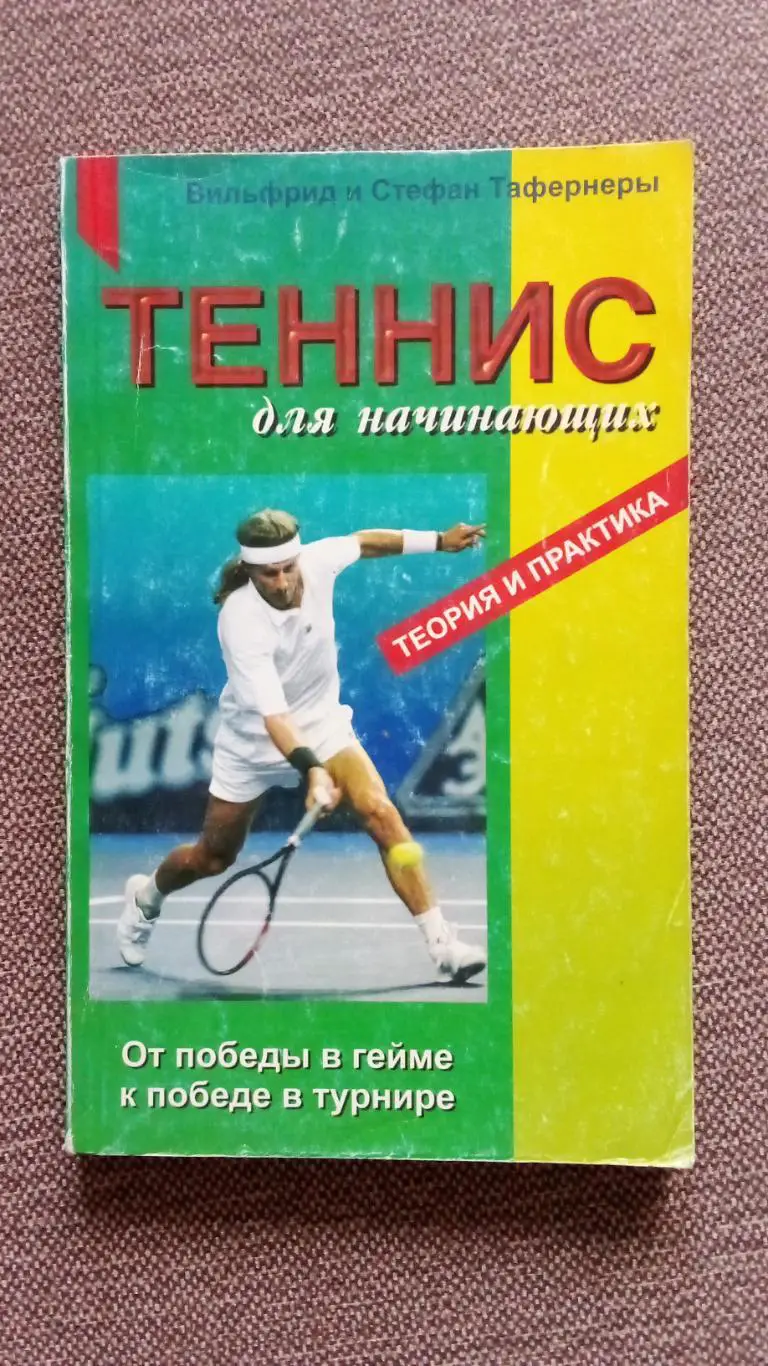 Вильфрид и Стефан Тафернеры
ТЕННИС
для начинающих
ТЕОРИЯ И ПРАКТИКА
От победы в гейме
к победе в турнире